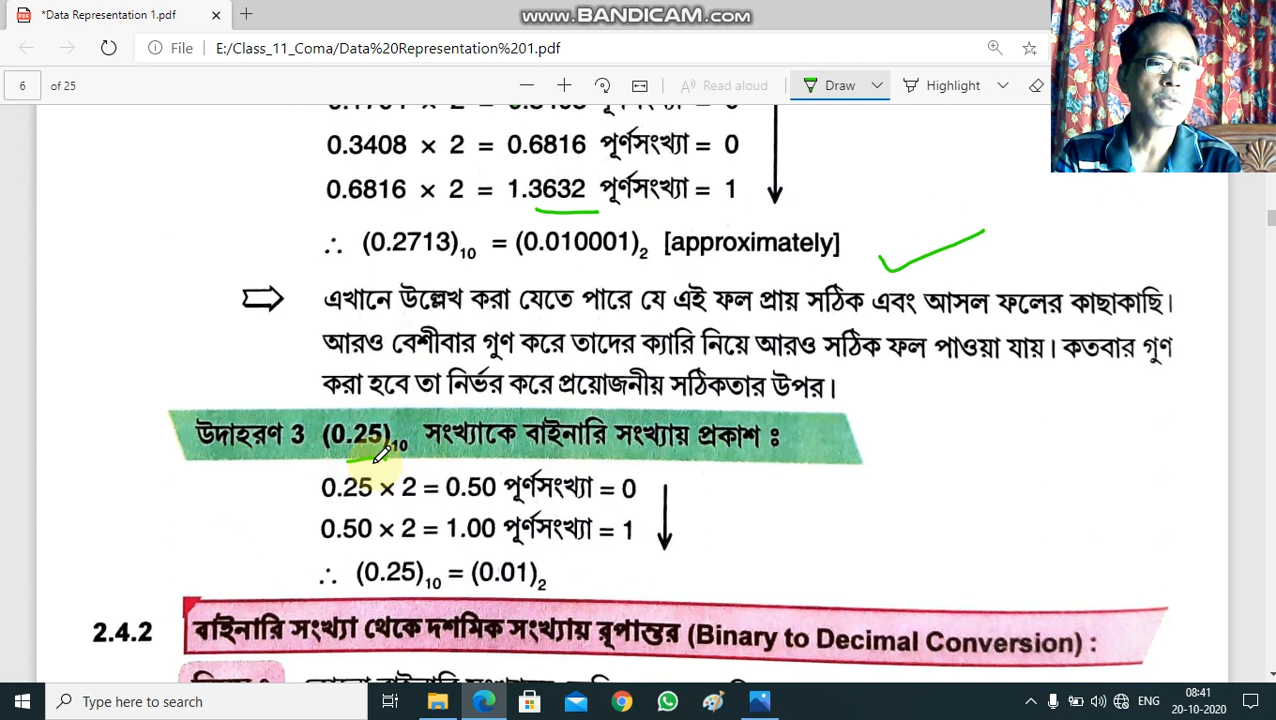 www.BANDICAM.com
*Data Representation 1.pdf
File E:/Class_11_Coma/Data%20Representation%201.pdf
6 of 25 Read aloud Draw Highlight
0.3408 × 2 = 0.6816 পূর্ণসংখ্যা = 0
0.6816 × 2 = 1.3632 পূর্ণসংখ্যা = 1
∴ (0.2713)10 = (0.010001)2 [approximately]
এখানে উল্লেখ করা যেতে পারে যে এই ফল প্রায় সঠিক এবং আসল ফলের কাছাকাছি।
আরও বেশীবার গুণ করে তাদের ক্যারি নিয়ে আরও সঠিক ফল পাওয়া যায়। কতবার গুণ
করা হবে তা নির্ভর করে প্রয়োজনীয় সঠিকতার উপর।
উদাহরণ 3 (0.25)10 সংখ্যাকে বাইনারি সংখ্যায় প্রকাশ ঃ
0.25 × 2 = 0.50 পূর্ণসংখ্যা = 0
0.50 × 2 = 1.00 পূর্ণসংখ্যা = 1
∴ (0.25)10 = (0.01)2
2.4.2 বাইনারি সংখ্যা থেকে দশমিক সংখ্যায় রূপান্তর (Binary to Decimal Conversion) :
Type here to search
ENG
08:41
20-10-2020